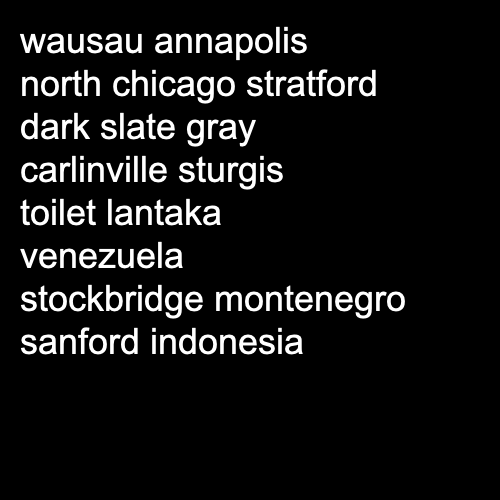 wausau annapolis
north chicago stratford
dark slate gray
carlinville sturgis
toilet lantaka
venezuela
stockbridge montenegro
sanford indonesia